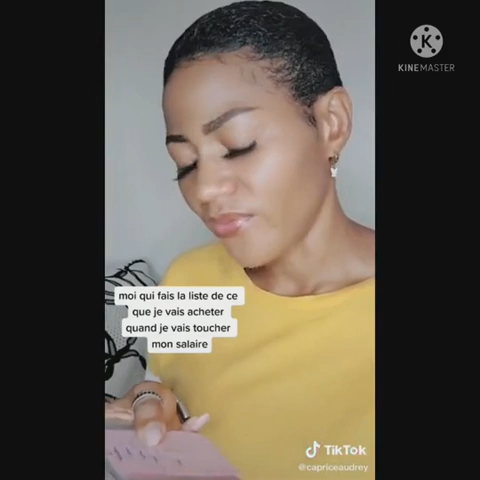 KINEMASTER
moi qui fais la liste de ce
que je vais acheter
quand je vais toucher
mon salaire
TikTok
@capriceaudrey